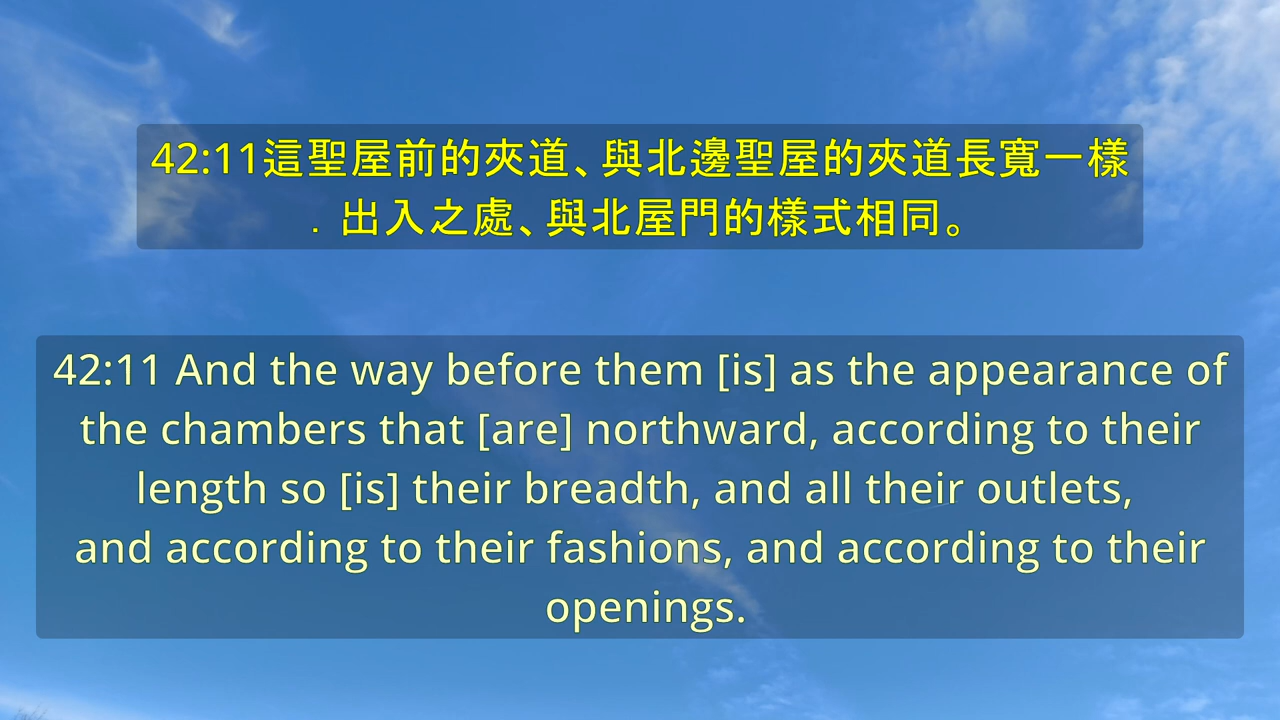 42:11這聖屋前的夾道、與北邊聖屋的夾道長寬一樣
．出入之處、與北屋門的樣式相同。
42:11 And the way before them [is] as the appearance of
the chambers that [are] northward, according to their
length so [is] their breadth, and all their outlets,
and according to their fashions, and according to their
openings.